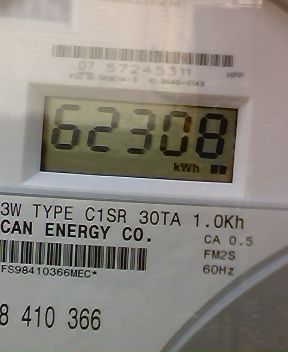 07 57245311
HPP
62308
kWh
3W TYPE C1SR 30TA 1.0Kh
CAN ENERGY CO.
CA 0.5
FM2S
60Hz
FS98410366MEC*
8 410 366